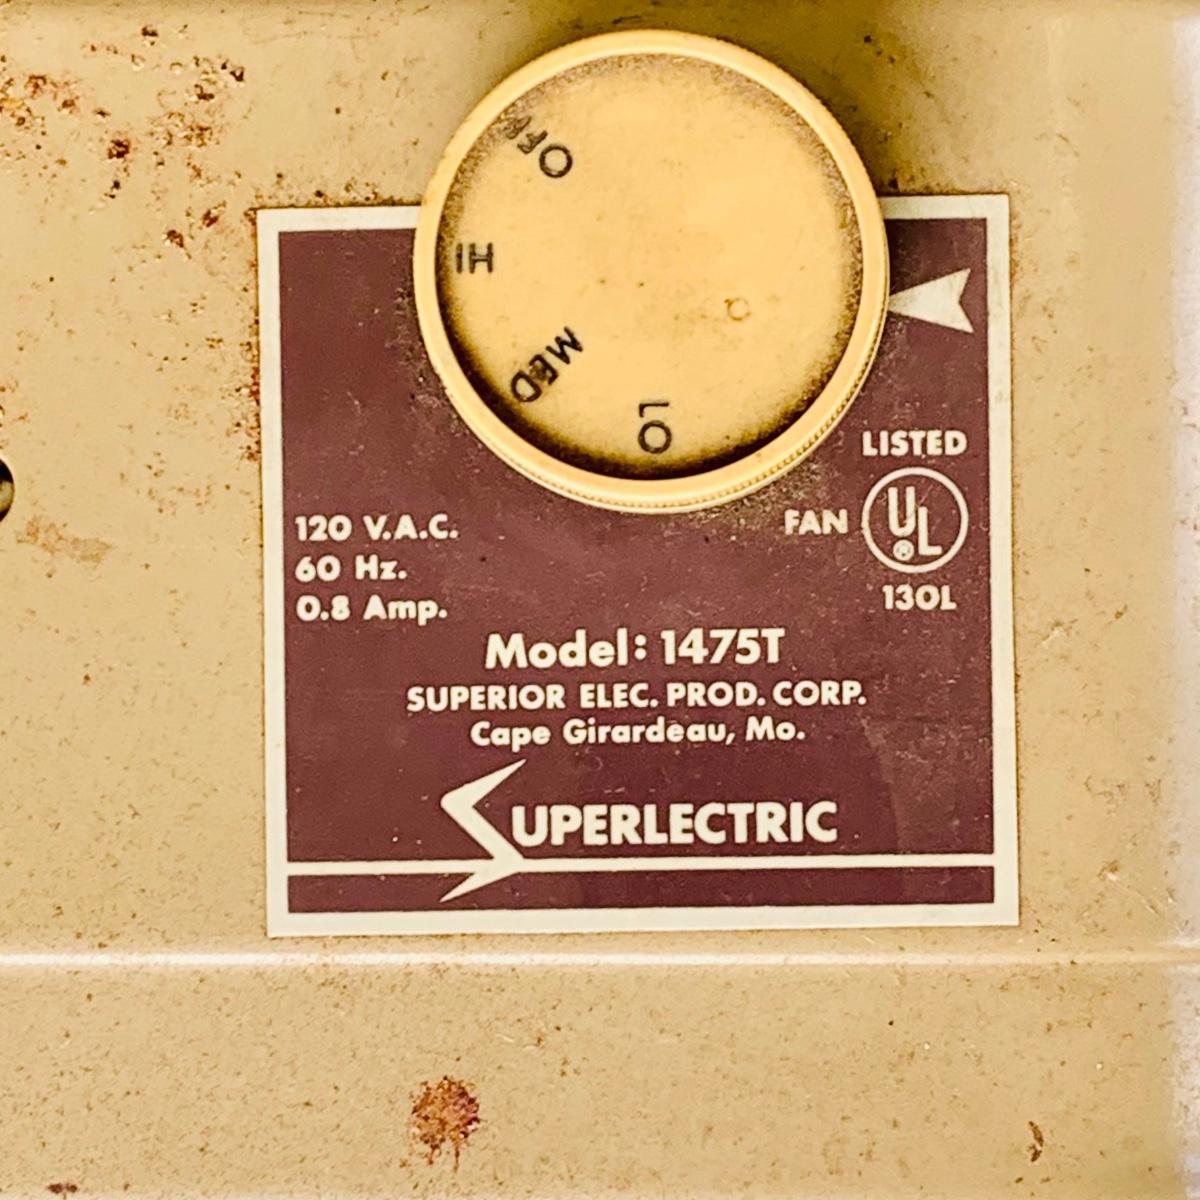 OFF
HI
MED
LO
LISTED
FAN UL ®
130L
120 V.A.C.
60 Hz.
0.8 Amp.
Model: 1475T
SUPERIOR ELEC. PROD. CORP.
Cape Girardeau, Mo.
SUPERLECTRIC